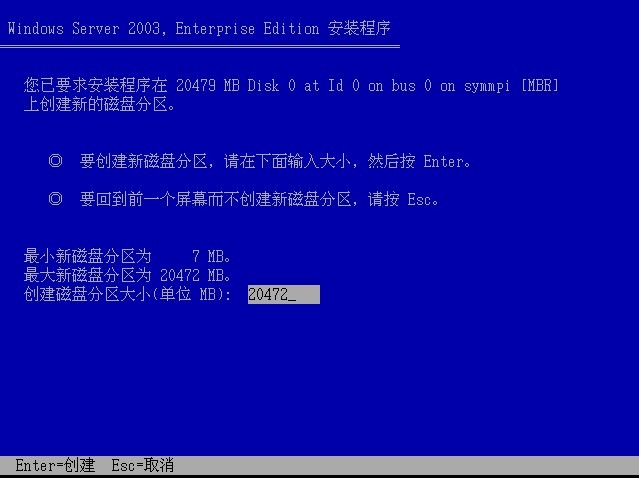 Windows Server 2003, Enterprise Edition 安装程序
您已要求安装程序在 20479 MB Disk 0 at Id 0 on bus 0 on symmpi [MBR]
上创建新的磁盘分区。
◎ 要创建新磁盘分区，请在下面输入大小，然后按 Enter。
◎ 要回到前一个屏幕而不创建新磁盘分区，请按 Esc。
最小新磁盘分区为 7 MB。
最大新磁盘分区为 20472 MB。
创建磁盘分区大小(单位 MB): 20472_
Enter=创建 Esc=取消